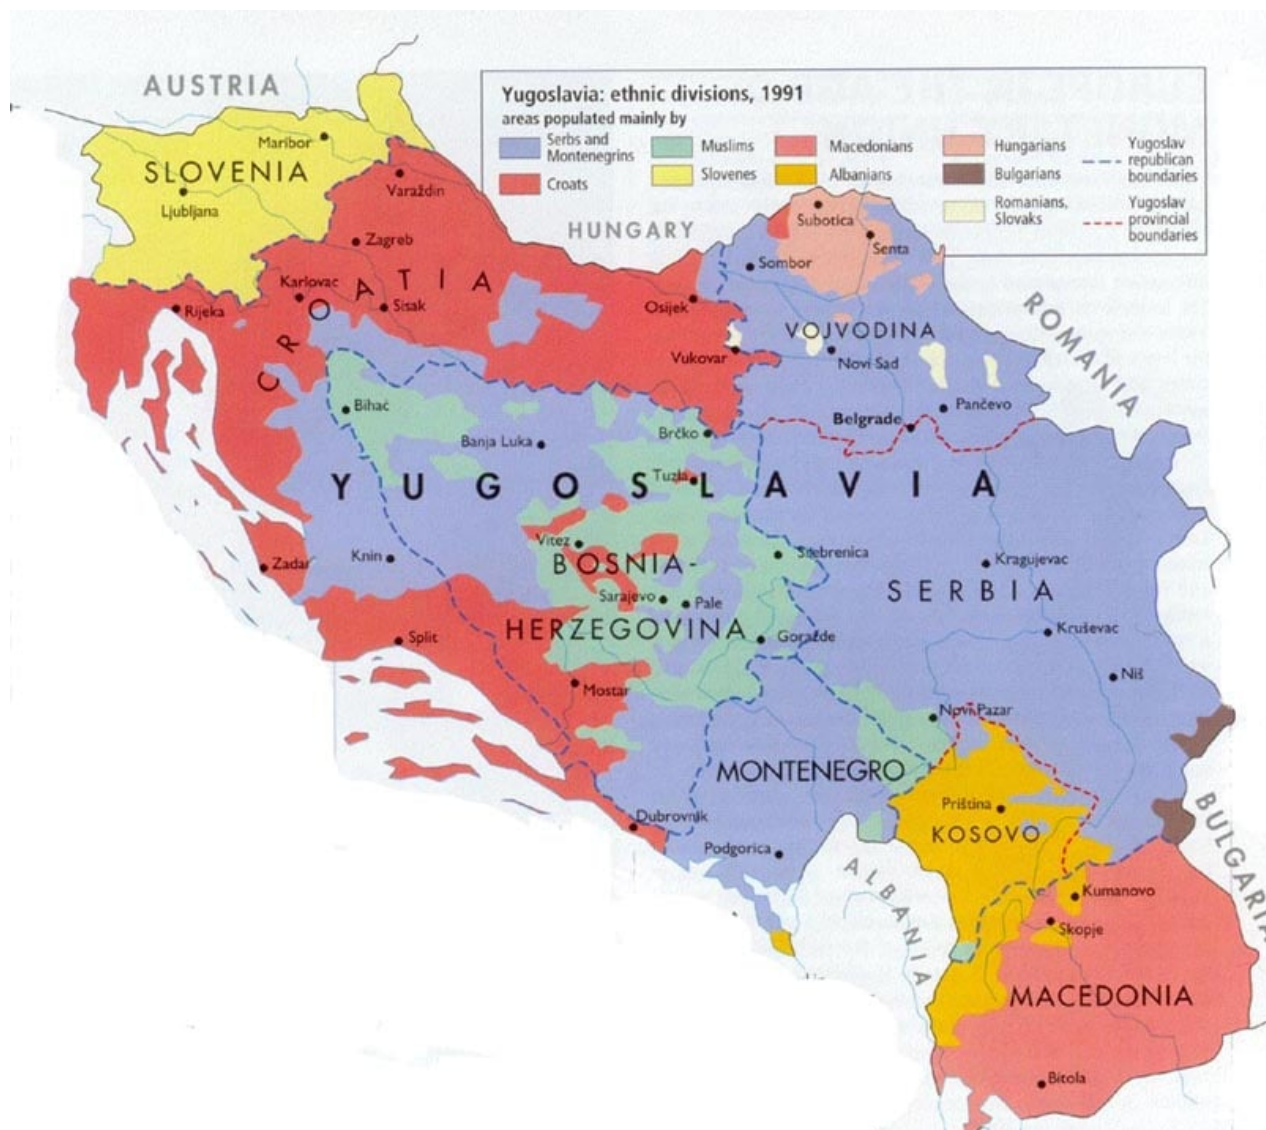 AUSTRIA
Yugoslavia: ethnic divisions, 1991
areas populated mainly by
Serbs and
Montenegrins
Croats
Muslims
Slovenes
Macedonians
Albanians
Hungarians
Bulgarians
Romanians,
Slovaks
Yugoslav
republican
boundaries
Yugoslav
provincial
boundaries
Maribor
SLOVENIA
Ljubljana
Varaždin
HUNGARY
Subotica
Senta
Zagreb
Sombor
Karlovac
CROATIA
Rijeka
Sisak
Osijek
ROMANIA
VOJVODINA
Vukovar
Novi Sad
Bihać
Pančevo
Belgrade
Banja Luka
Brčko
Tuzla
YUGOSLAVIA
Vitez
Knin
Zadar
BOSNIA-
Srebrenica
Kragujevac
SERBIA
Sarajevo
Pale
HERZEGOVINA
Split
Goražde
Kruševac
Niš
Mostar
Novi Pazar
MONTENEGRO
Priština
KOSOVO
Dubrovnik
Podgorica
BULGARIA
ALBANIA
Kumanovo
Skopje
MACEDONIA
Bitola